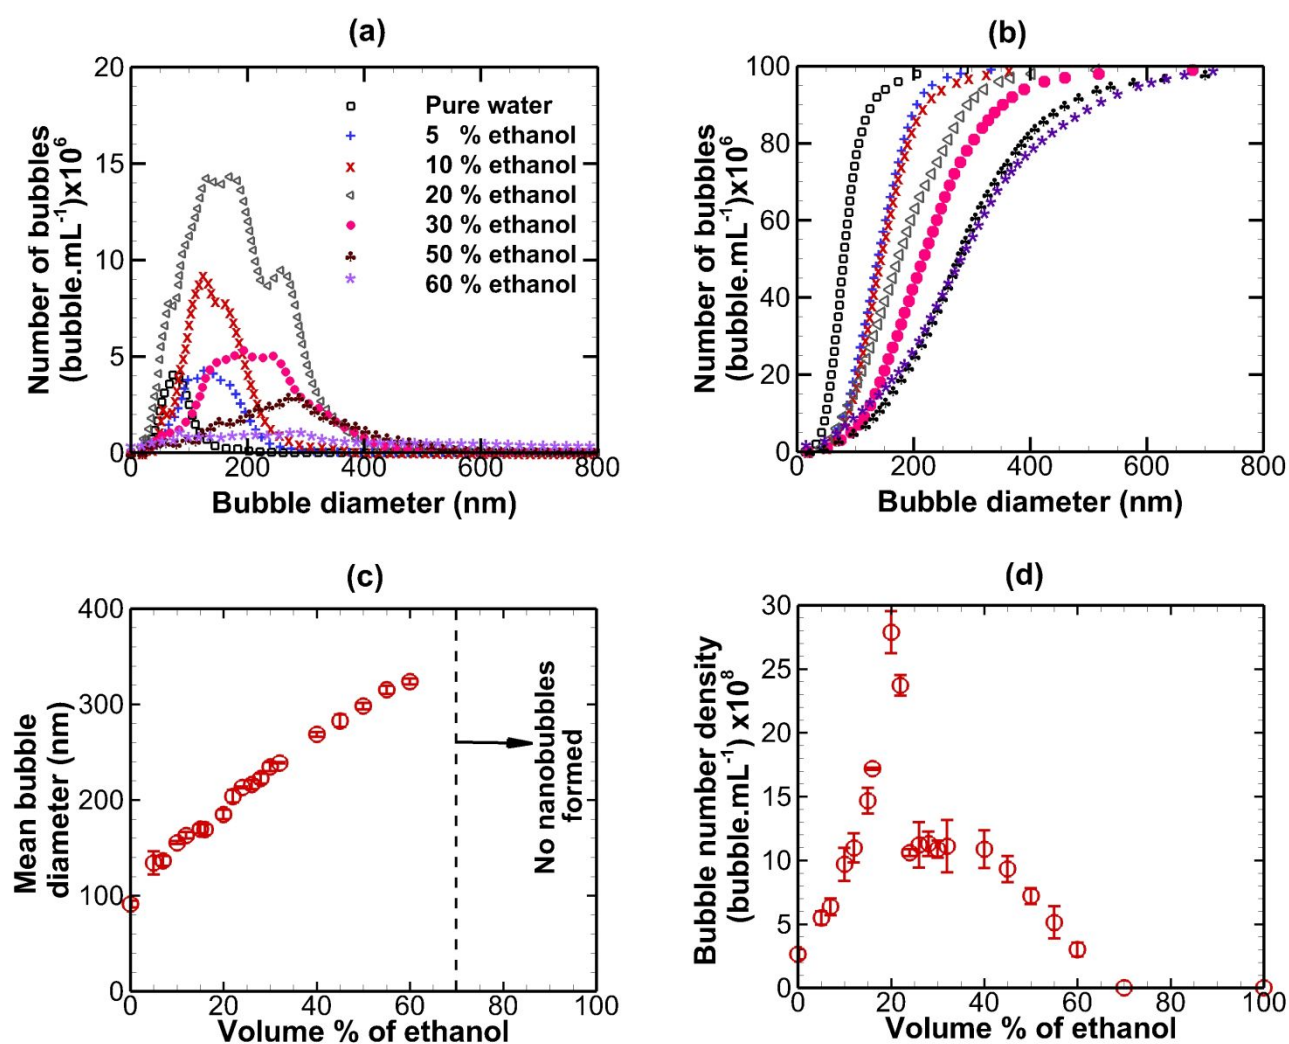 (a)
Number of bubbles
(bubble.mL⁻¹)x10⁶
20
15
10
5
0
0
200
400
600
800
Bubble diameter (nm)
Pure water
5 % ethanol
10 % ethanol
20 % ethanol
30 % ethanol
50 % ethanol
60 % ethanol
(b)
Number of bubbles
(bubble.mL⁻¹)x10⁶
100
80
60
40
20
0
0
200
400
600
800
Bubble diameter (nm)
(c)
Mean bubble
diameter (nm)
400
300
200
100
0
0
20
40
60
80
100
Volume % of ethanol
No nanobubbles
formed
(d)
Bubble number density
(bubble.mL⁻¹) x10⁸
30
25
20
15
10
5
0
0
20
40
60
80
100
Volume % of ethanol